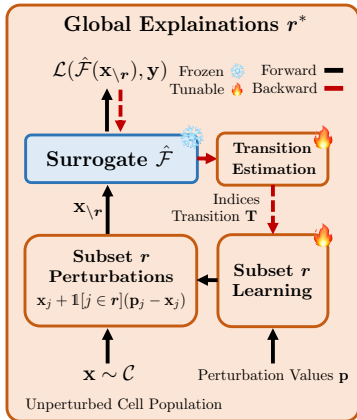 Global Explainations r*
ℒ(ℱ̂(x\r), y)
Frozen
Forward
Tunable
Backward
Surrogate ℱ̂
Transition
Estimation
x\r
Indices
Transition T
Subset r
Perturbations
xⱼ + 𝟙[j ∈ r](pⱼ − xⱼ)
Subset r
Learning
x ∼ 𝒞
Perturbation Values p
Unperturbed Cell Population